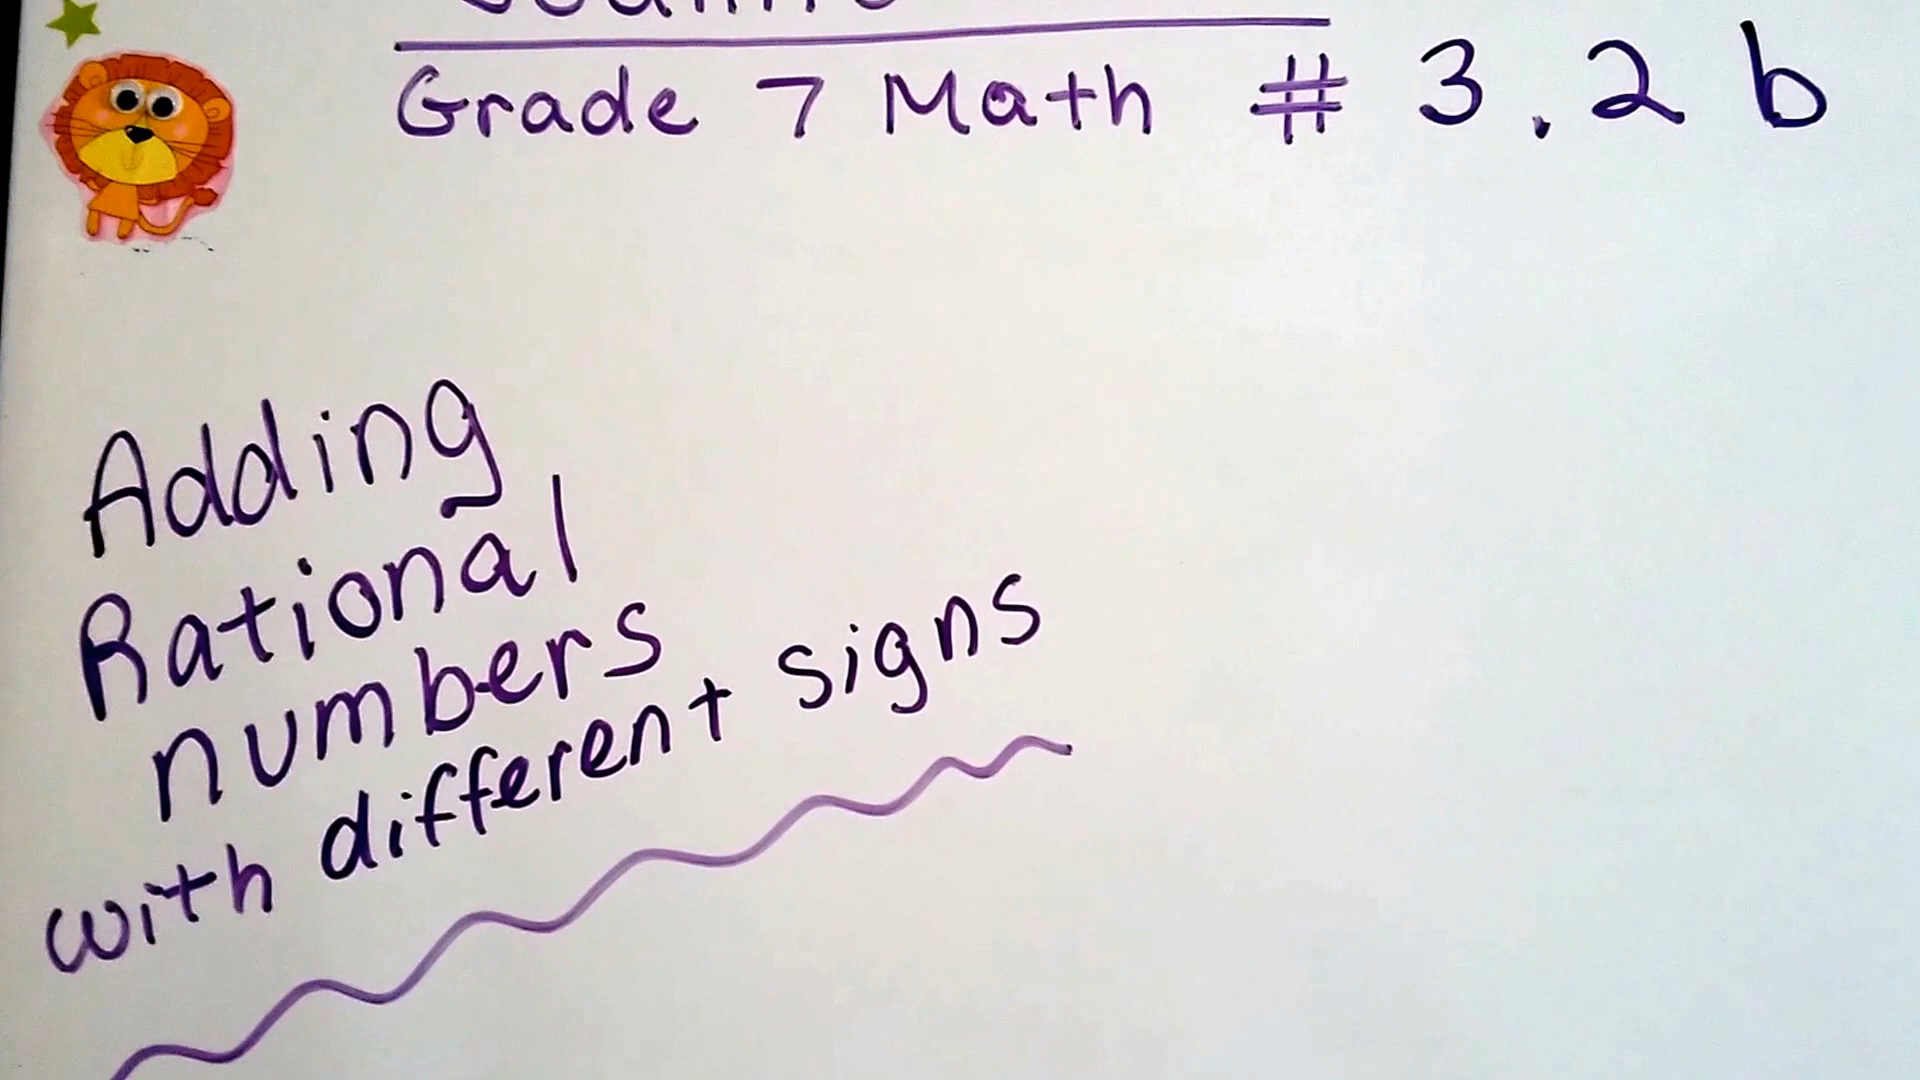 Grade 7 Math # 3.2 b
Adding
Rational
numbers
with different signs